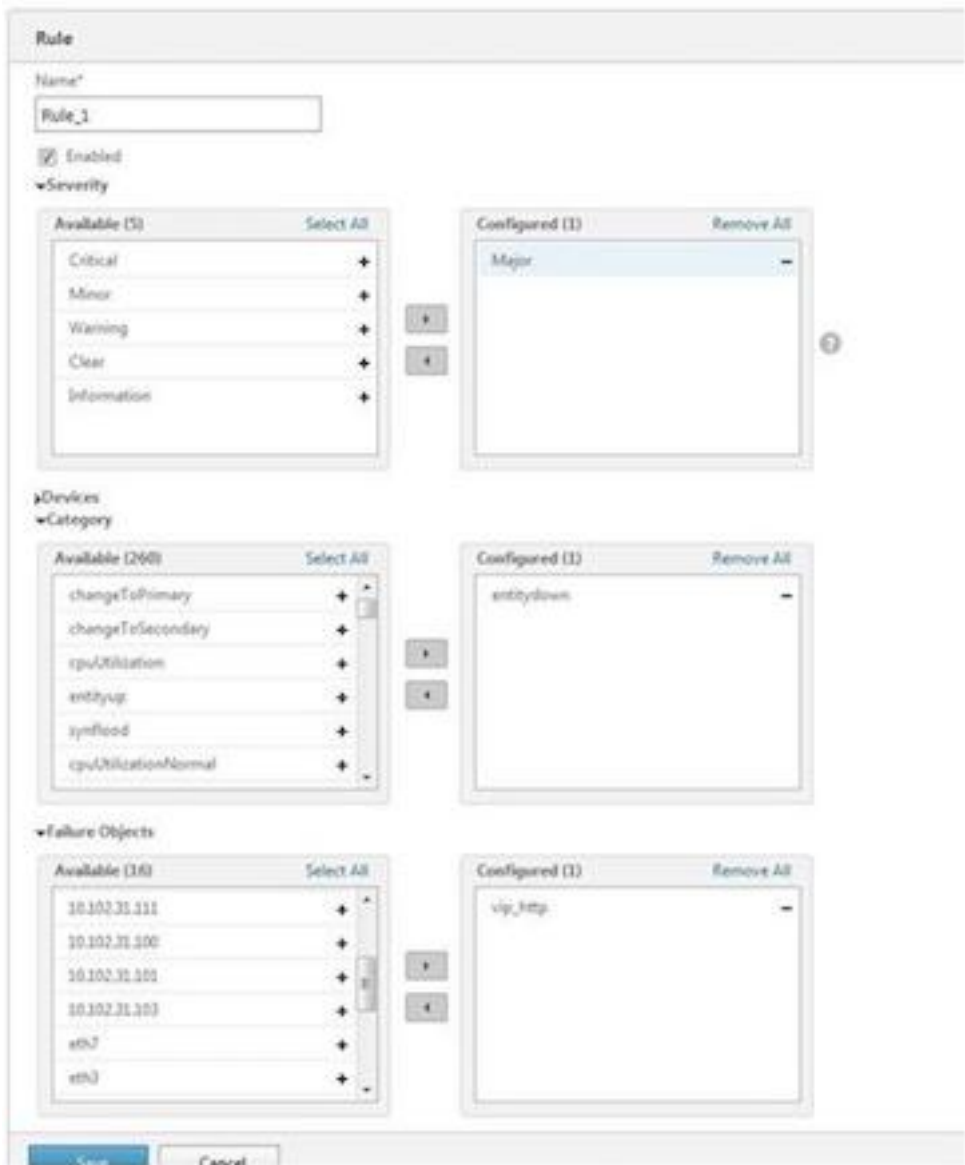 Rule
Name*
Rule_1
Enabled
Severity
Available (5) Select All
Critical
Minor
Warning
Clear
Information
Configured (1) Remove All
Major
?
Devices
Category
Available (260) Select All
changeToPrimary
changeToSecondary
cpuUtilization
entityup
synflood
cpuUtilizationNormal
Configured (1) Remove All
entitydown
Failure Objects
Available (16) Select All
10.102.31.111
10.102.31.100
10.102.31.101
10.102.31.103
eth7
eth3
Configured (1) Remove All
vip_http
Save Cancel